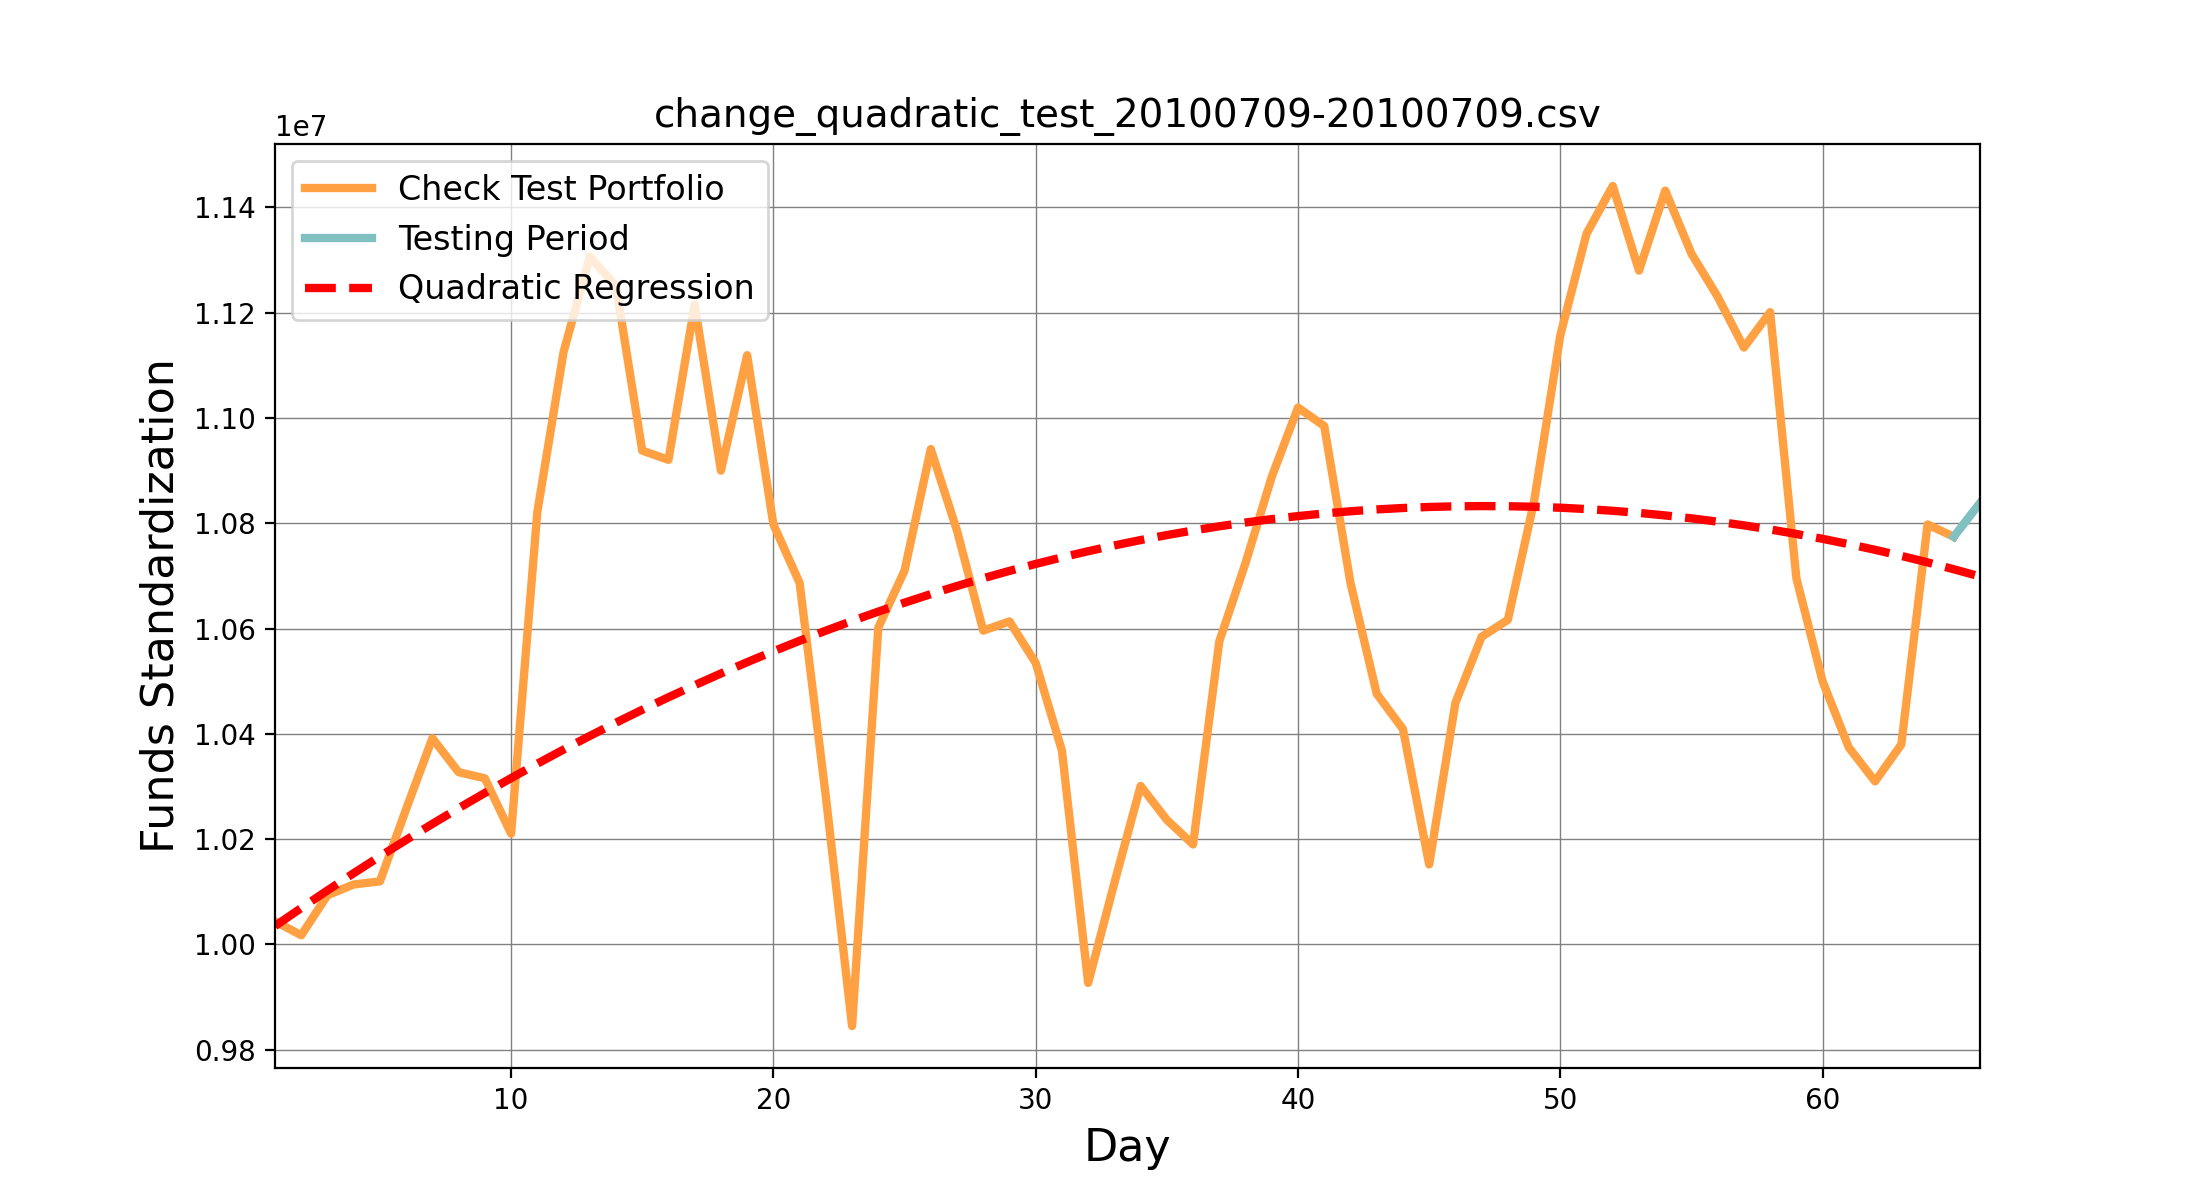 change_quadratic_test_20100709-20100709.csv
1e7
Check Test Portfolio
Testing Period
Quadratic Regression
1.14
1.12
1.10
1.08
1.06
1.04
1.02
1.00
0.98
Funds Standardization
10 20 30 40 50 60
Day